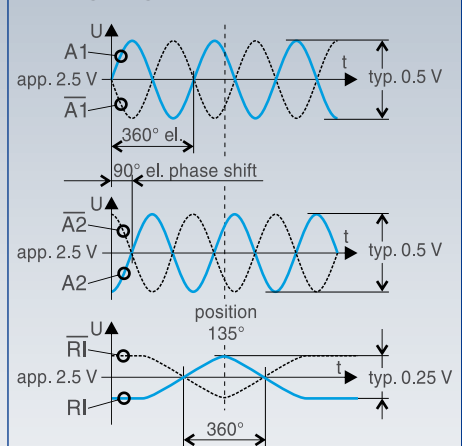 U
A1
t
app. 2.5 V
typ. 0.5 V
A1
360° el.
90° el. phase shift
U
A2
t
app. 2.5 V
typ. 0.5 V
A2
position
135°
U
RI
t
app. 2.5 V
typ. 0.25 V
RI
360°